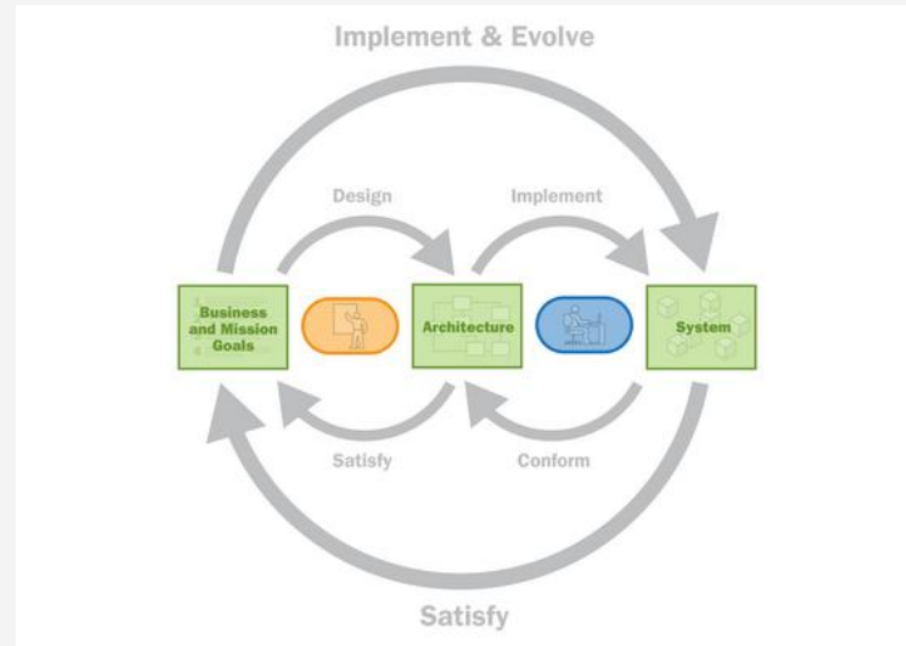 Implement & Evolve
Design
Implement
Business
and Mission
Goals
Architecture
System
Satisfy
Conform
Satisfy